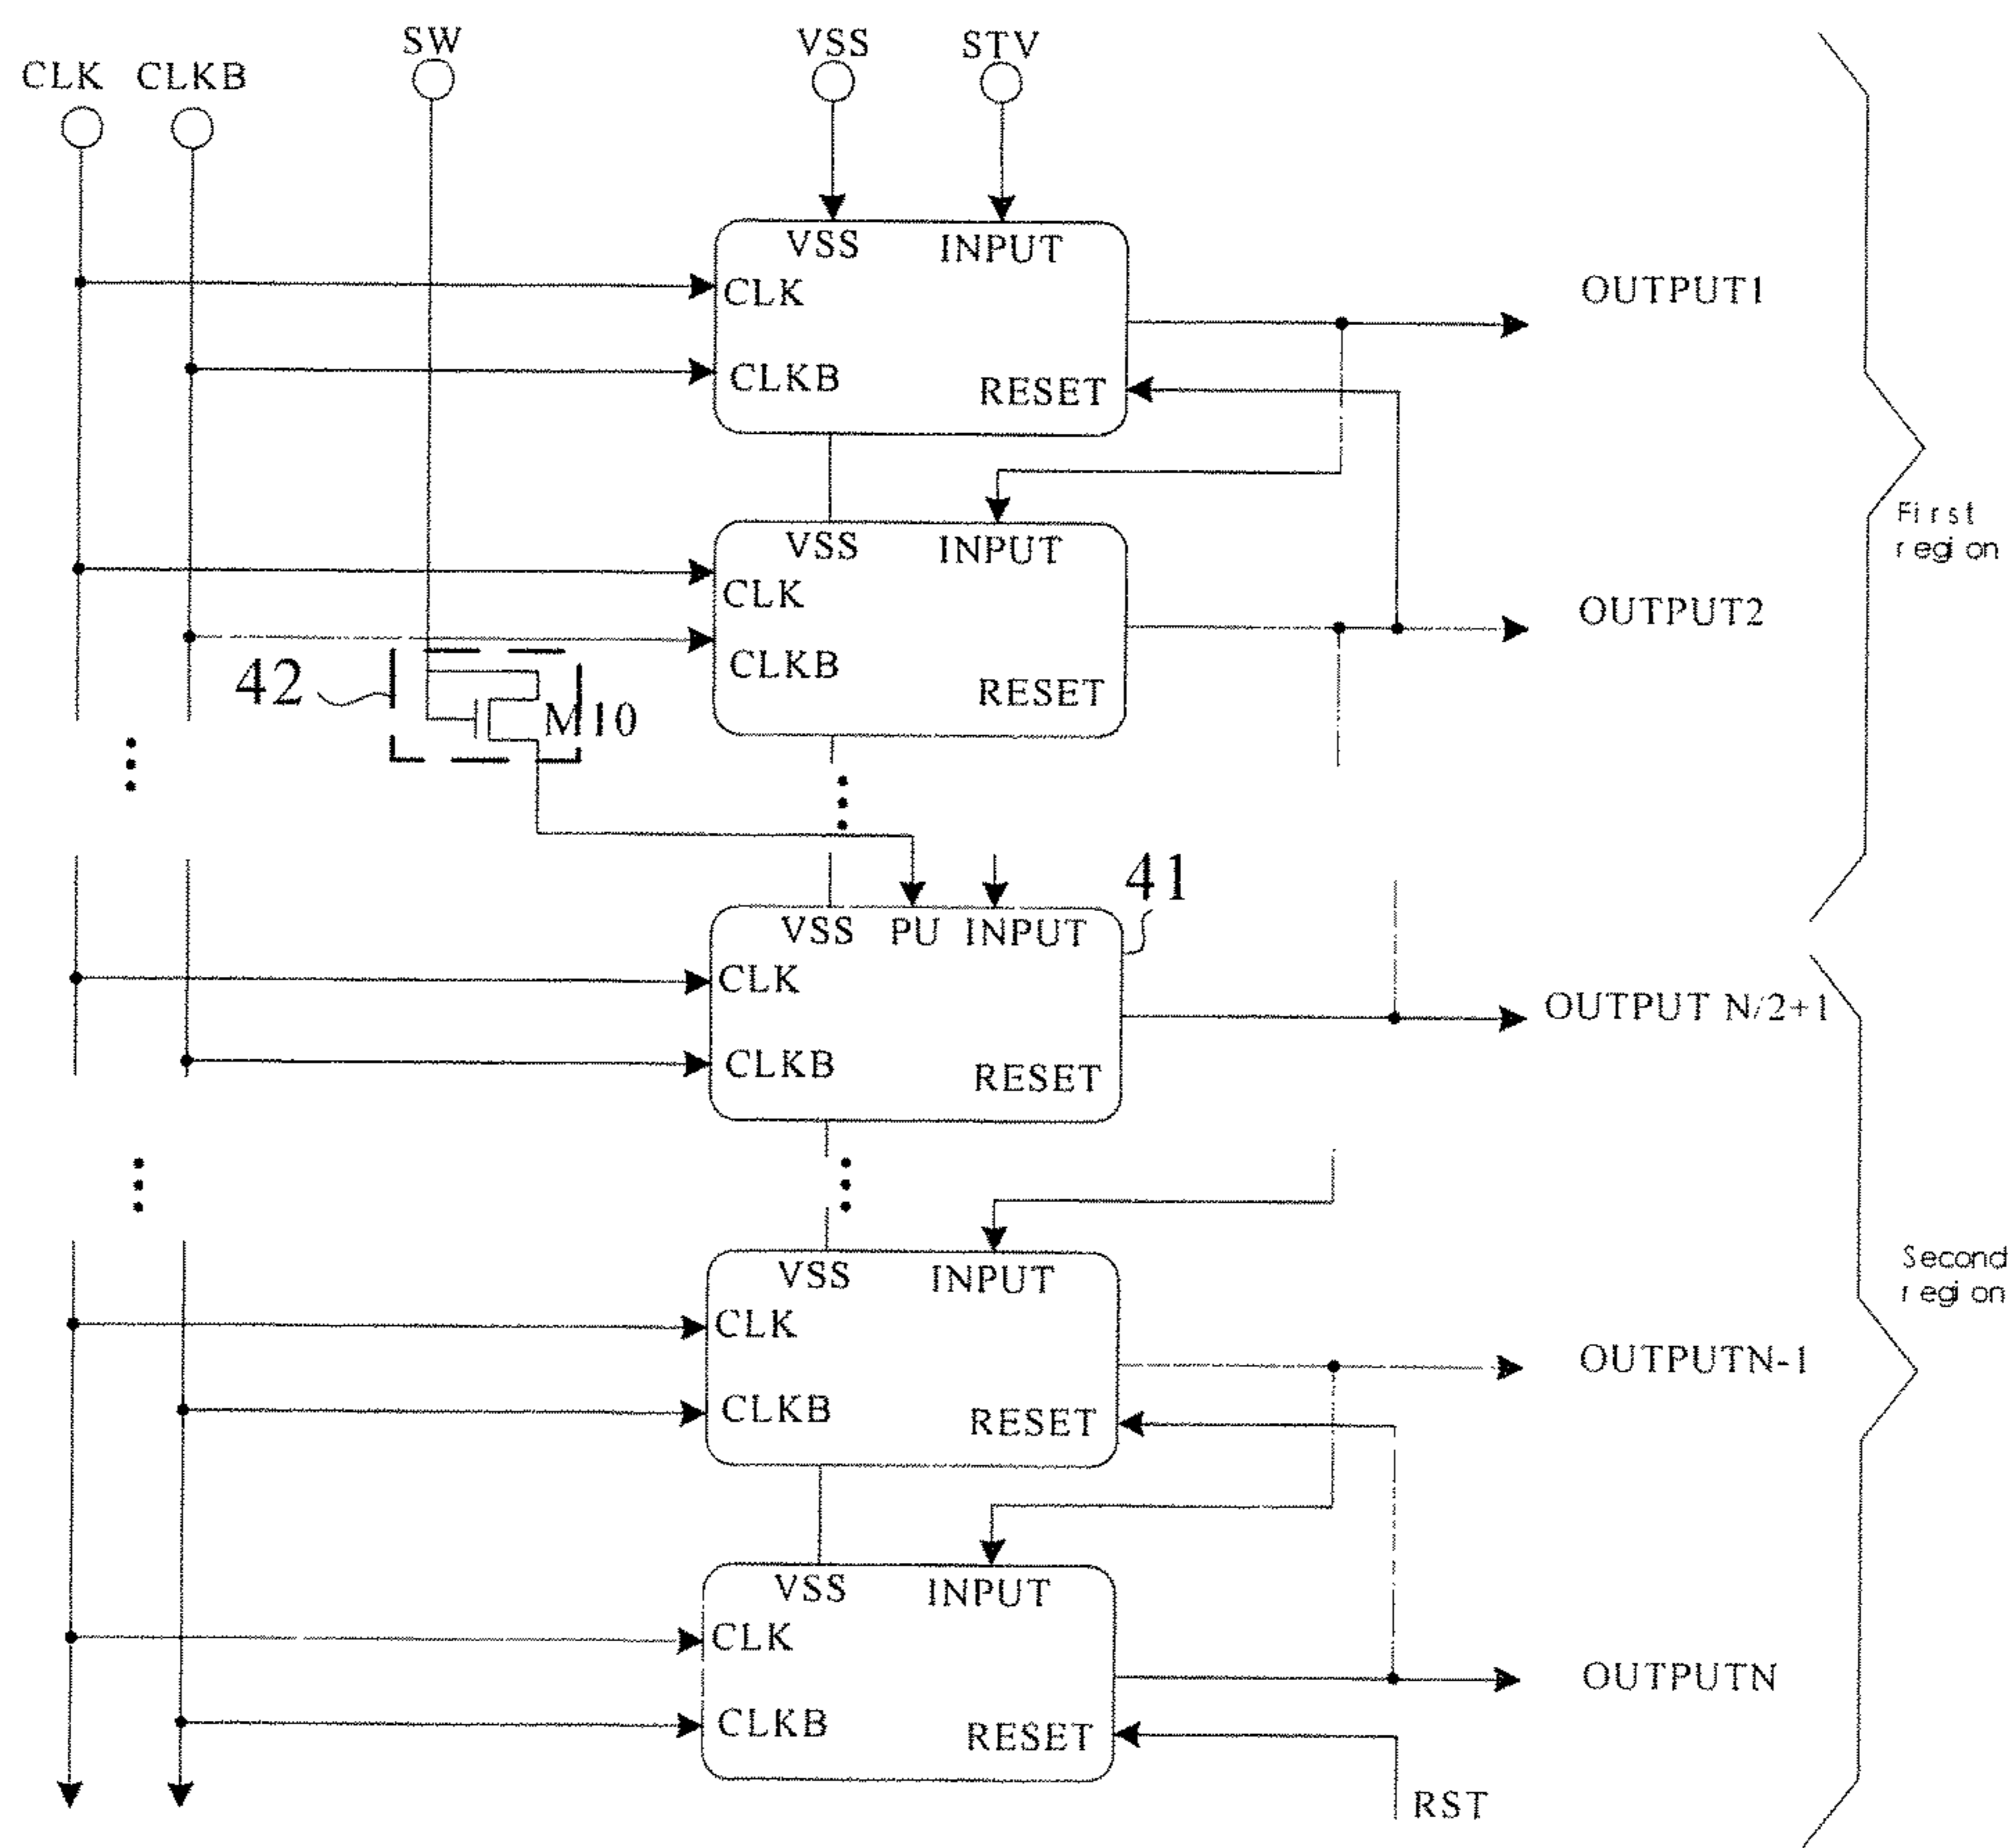 SW
VSS
STV
CLK
CLKB
VSS
INPUT
CLK
CLKB
RESET
OUTPUT1
First
region
VSS
INPUT
CLK
CLKB
RESET
OUTPUT2
42
M10
41
VSS
PU
INPUT
CLK
CLKB
RESET
OUTPUT N/2+1
Second
region
VSS
INPUT
CLK
CLKB
RESET
OUTPUTN-1
VSS
INPUT
CLK
CLKB
RESET
OUTPUTN
RST